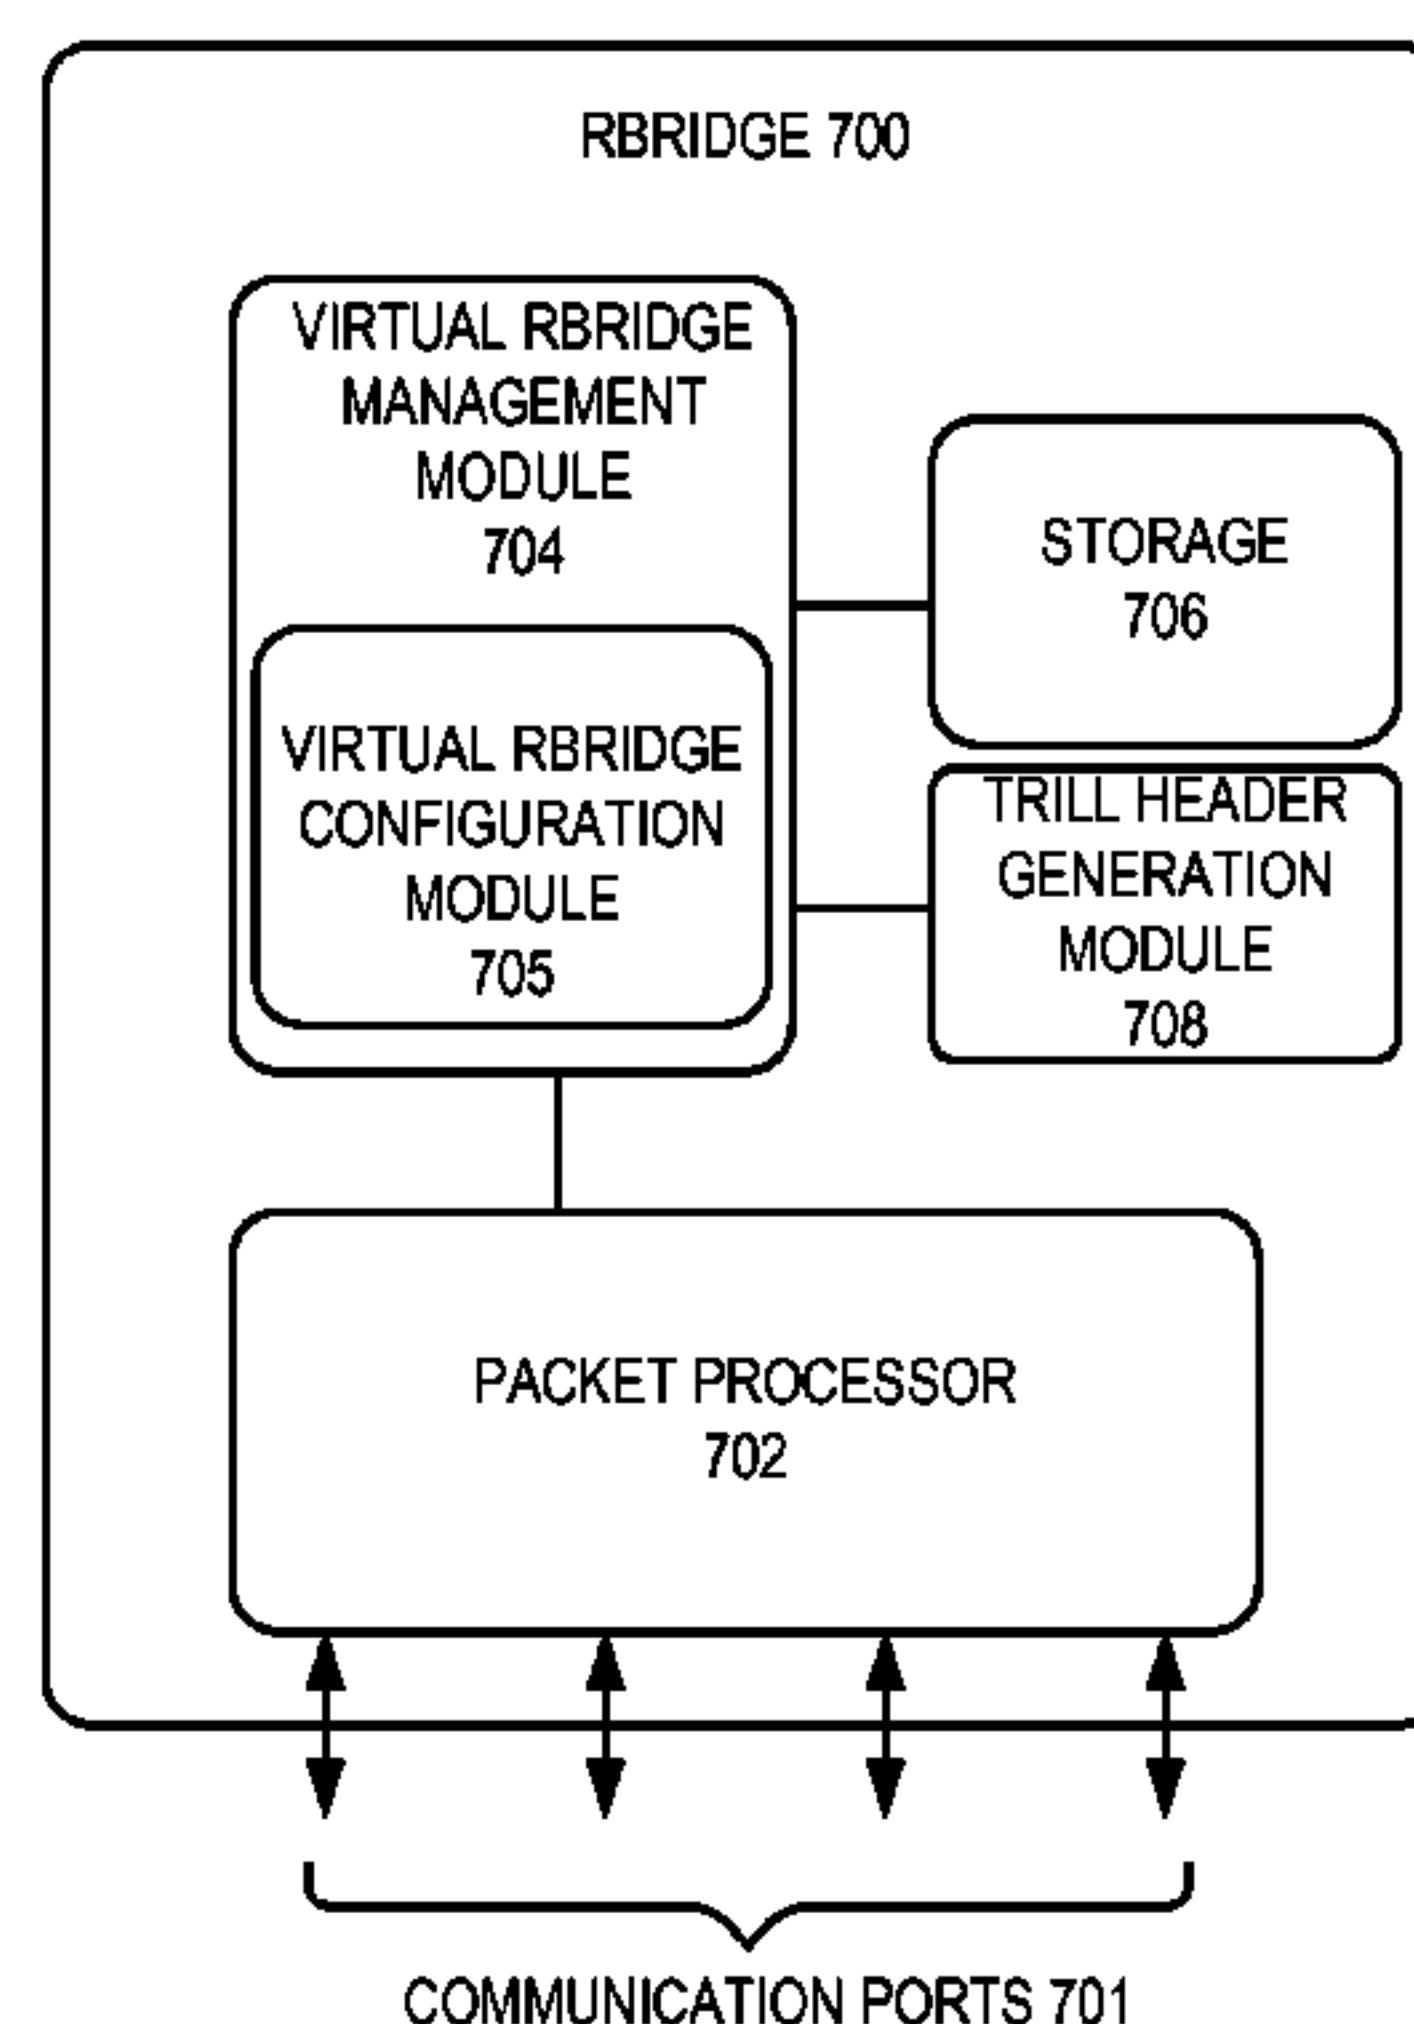 RBRIDGE 700
VIRTUAL RBRIDGE
MANAGEMENT
MODULE
704
STORAGE
706
VIRTUAL RBRIDGE
CONFIGURATION
MODULE
705
TRILL HEADER
GENERATION
MODULE
708
PACKET PROCESSOR
702
COMMUNICATION PORTS 701